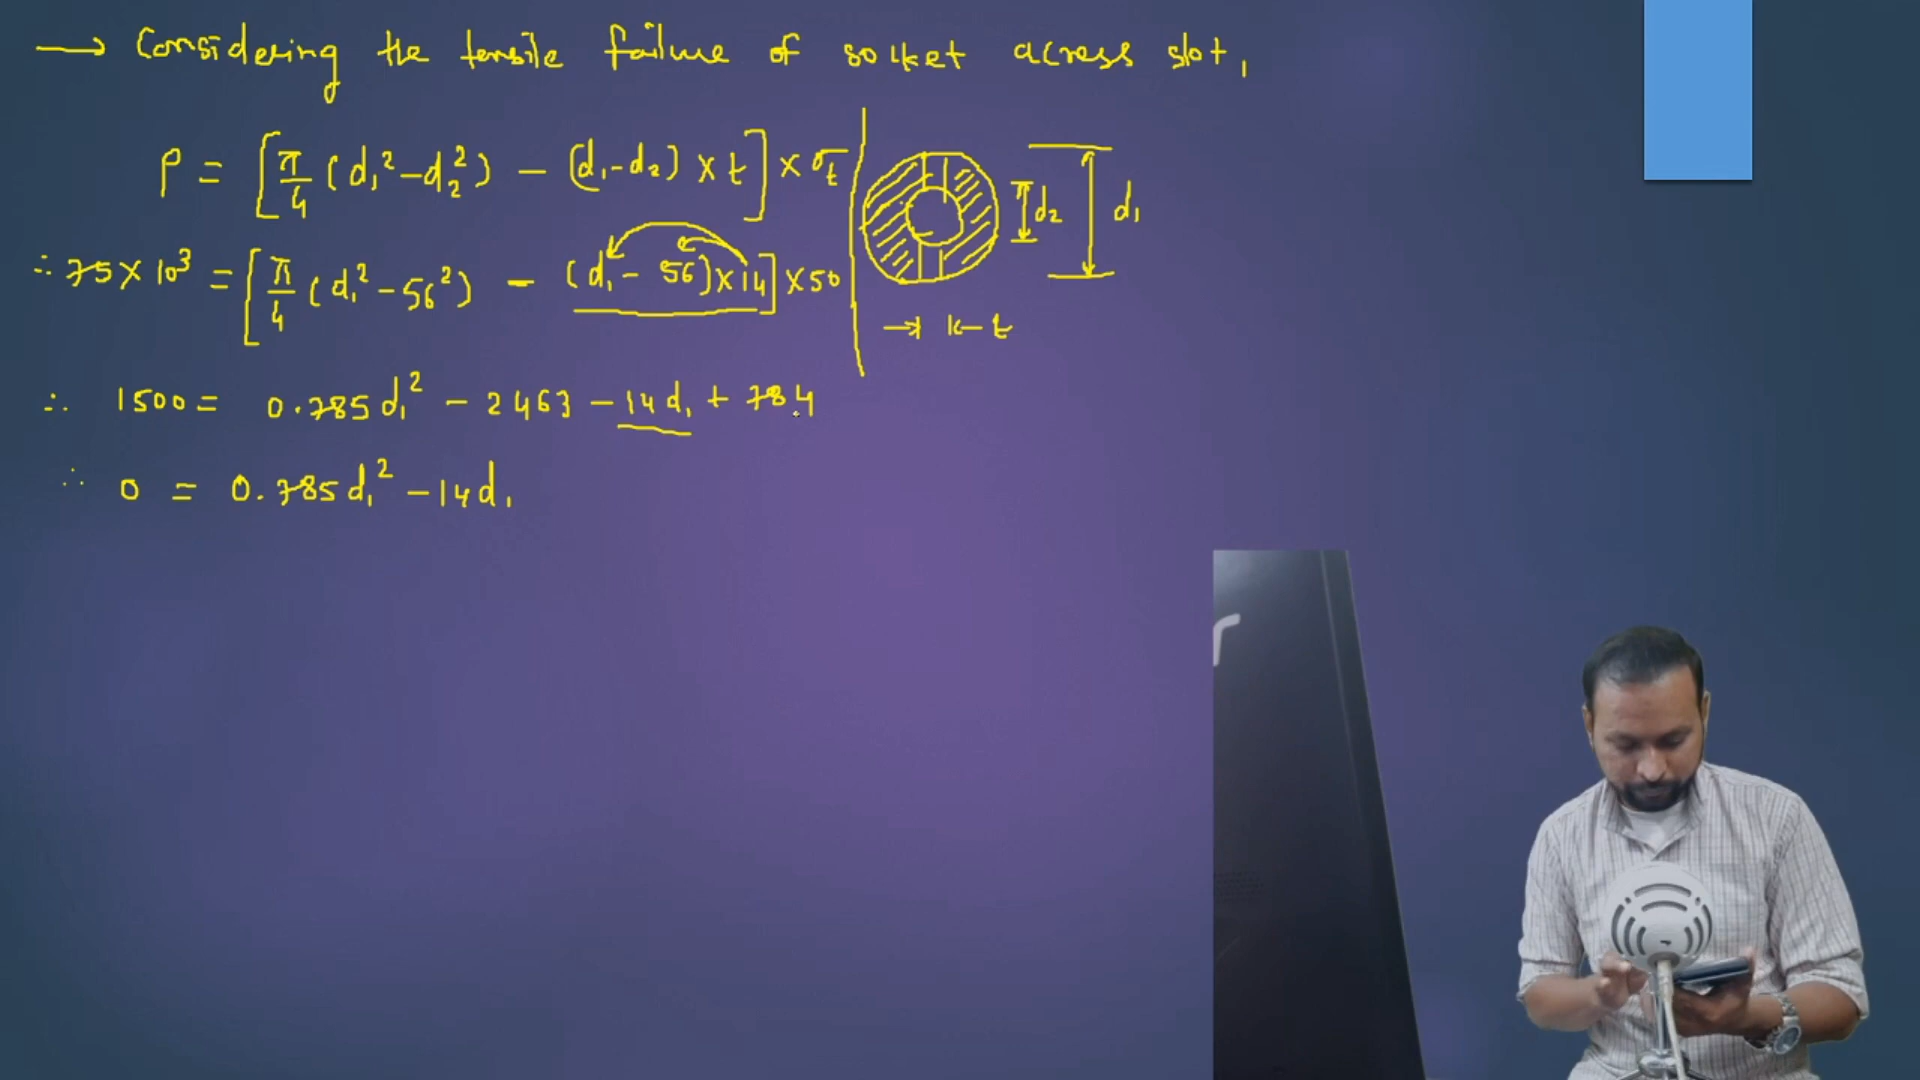 → Considering the tensile failure of socket across slot,
P = [π/4 (d₁² – d₂²) – (d₁ – d₂) × t] × σt
∴ 75 × 10³ = [π/4 (d₁² – 56²) – (d₁ – 56) × 14] × 50
d₂
d₁
t
∴ 1500 = 0.785 d₁² – 2463 – 14 d₁ + 784
∴ 0 = 0.785 d₁² – 14 d₁
r